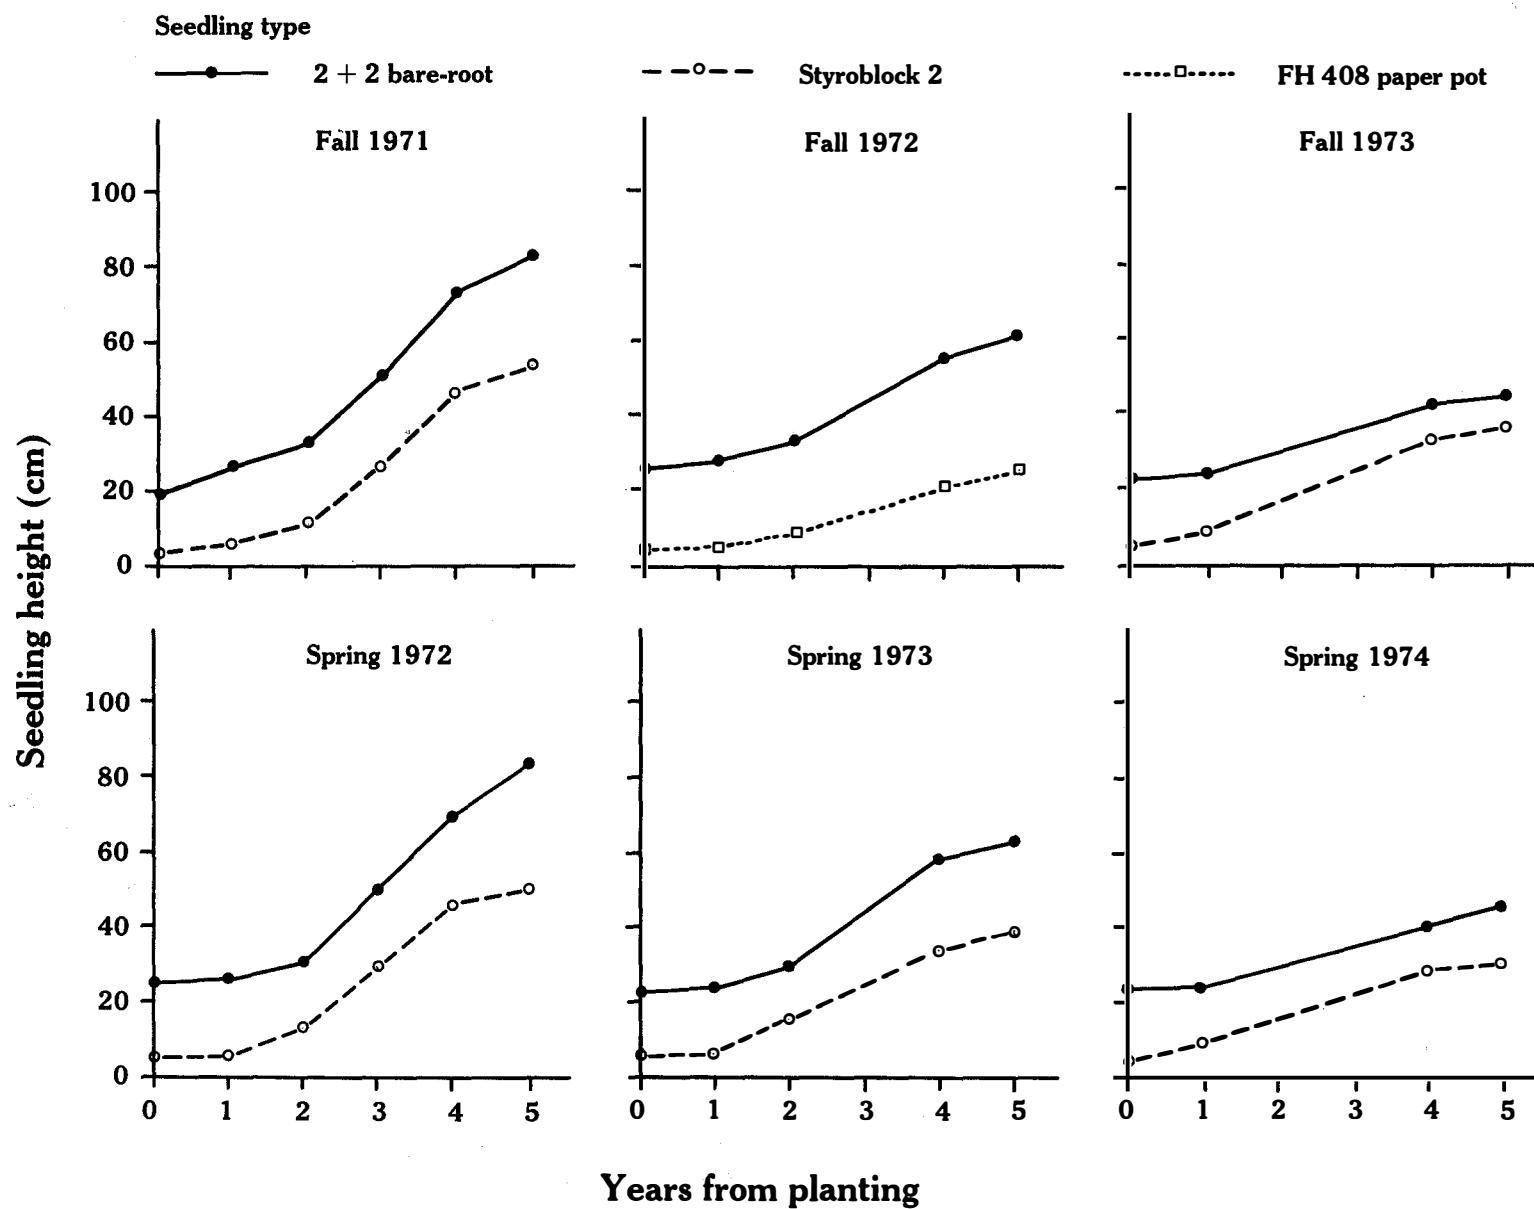 Seedling type
2 + 2 bare-root
Styroblock 2
FH 408 paper pot
Fall 1971
Fall 1972
Fall 1973
100
80
60
40
20
0
Seedling height (cm)
Spring 1972
Spring 1973
Spring 1974
100
80
60
40
20
0
0 1 2 3 4 5
0 1 2 3 4 5
0 1 2 3 4 5
Years from planting